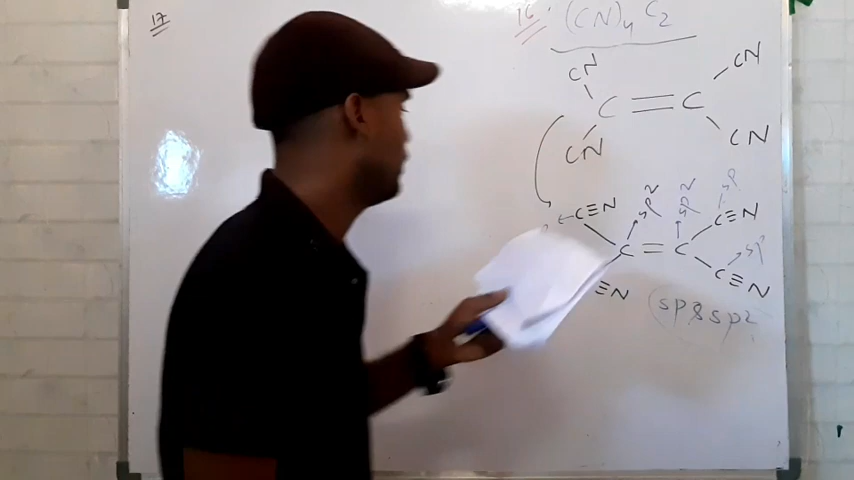 17
16. (CN)4 C2
CN CN
C = C
CN CN
sp2 sp2 sp
C≡N C≡N
C = C
sp
≡N C≡N
sp & sp2